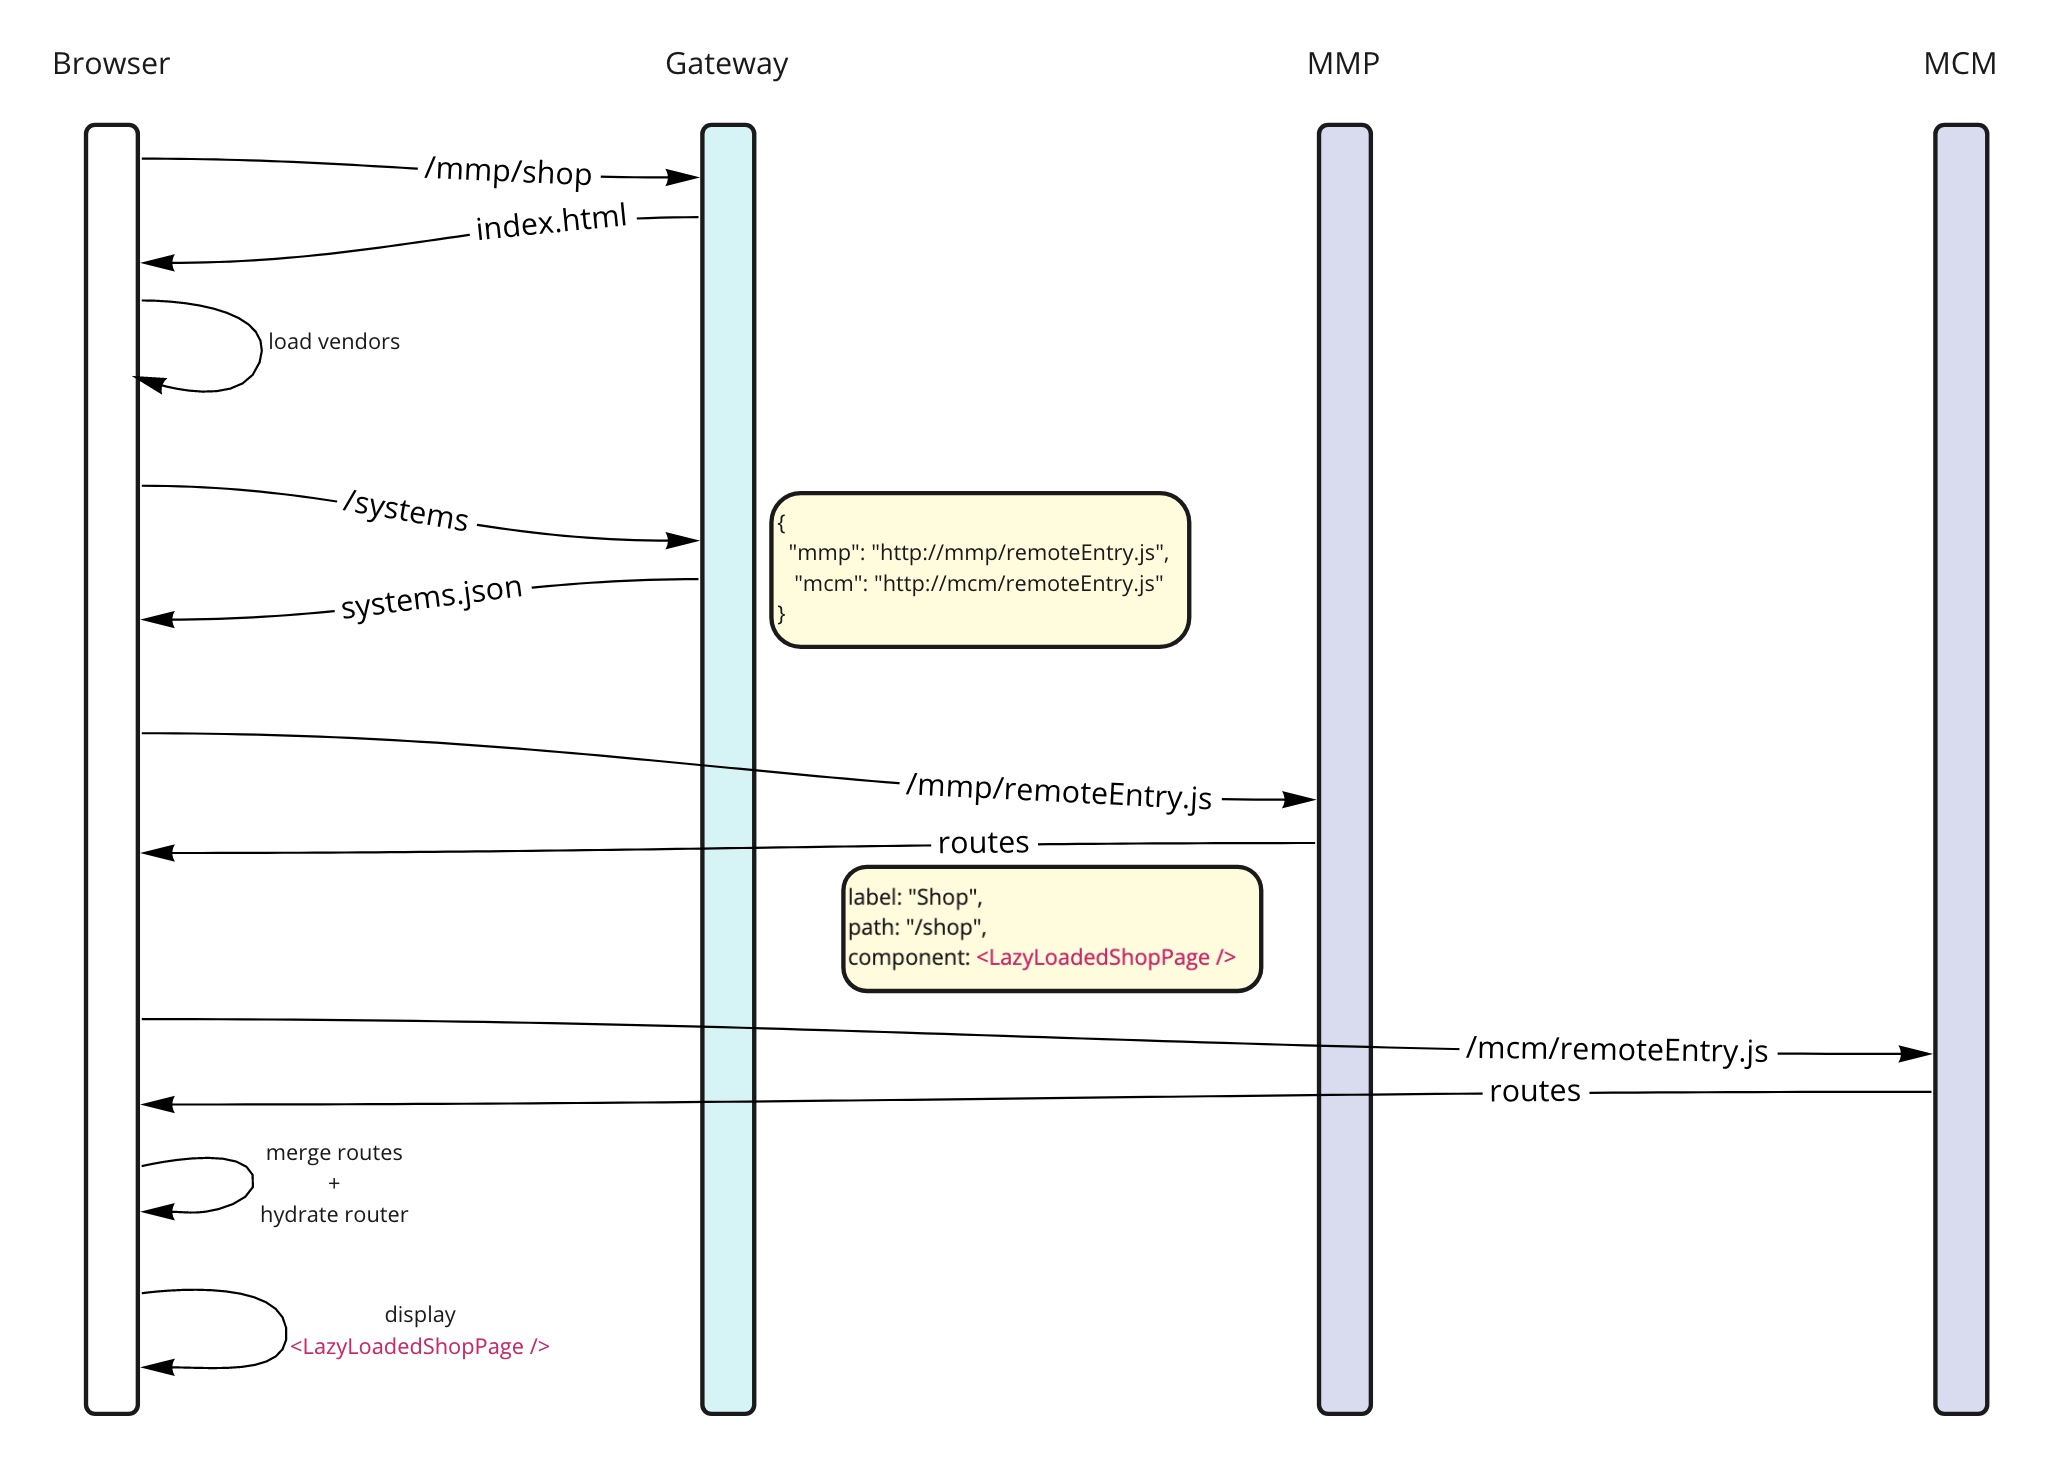 Browser
Gateway
MMP
MCM
/mmp/shop
index.html
load vendors
/systems
{
"mmp": "http://mmp/remoteEntry.js",
"mcm": "http://mcm/remoteEntry.js"
}
systems.json
/mmp/remoteEntry.js
routes
label: "Shop",
path: "/shop",
component: <LazyLoadedShopPage />
/mcm/remoteEntry.js
routes
merge routes
+
hydrate router
display
<LazyLoadedShopPage />